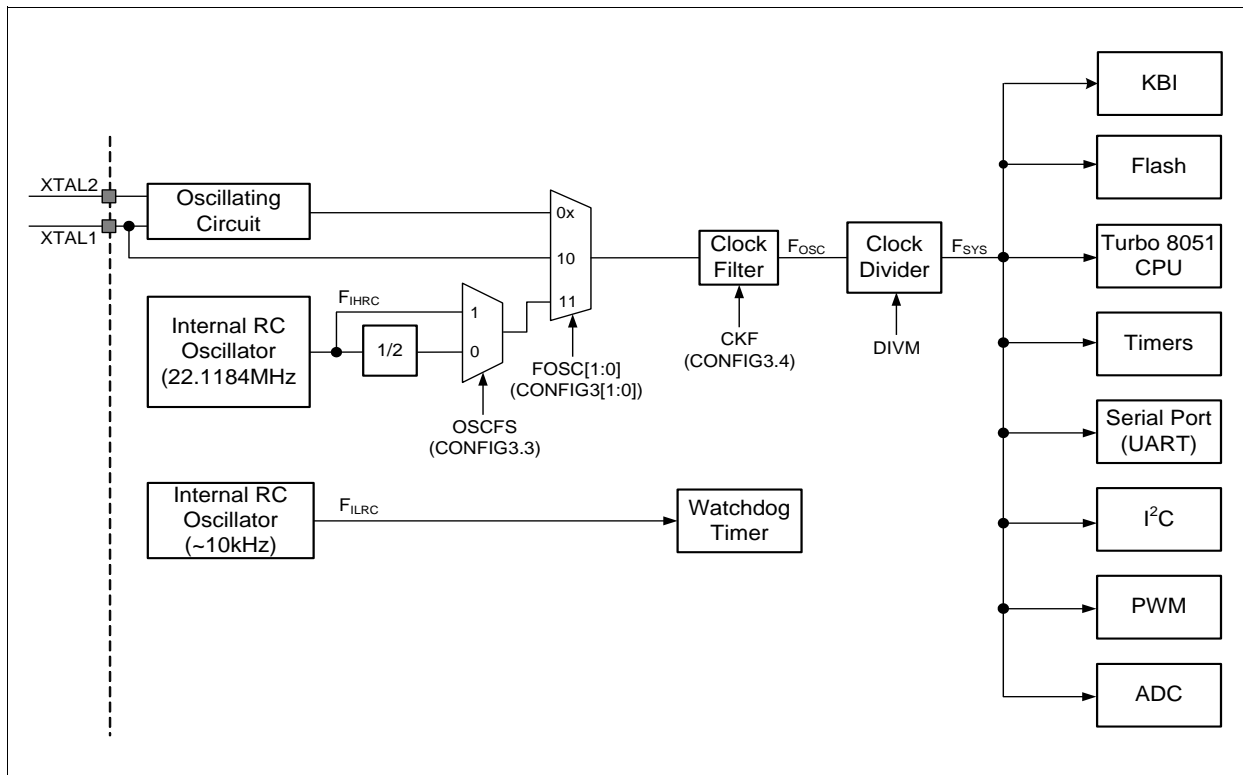 XTAL2
XTAL1
Oscillating
Circuit
Internal RC
Oscillator
(22.1184MHz
FIHRC
1/2
1
0
OSCFS
(CONFIG3.3)
0x
10
11
FOSC[1:0]
(CONFIG3[1:0])
Clock
Filter
CKF
(CONFIG3.4)
FOSC
Clock
Divider
DIVM
FSYS
KBI
Flash
Turbo 8051
CPU
Timers
Serial Port
(UART)
I²C
PWM
ADC
Internal RC
Oscillator
(~10kHz)
FILRC
Watchdog
Timer